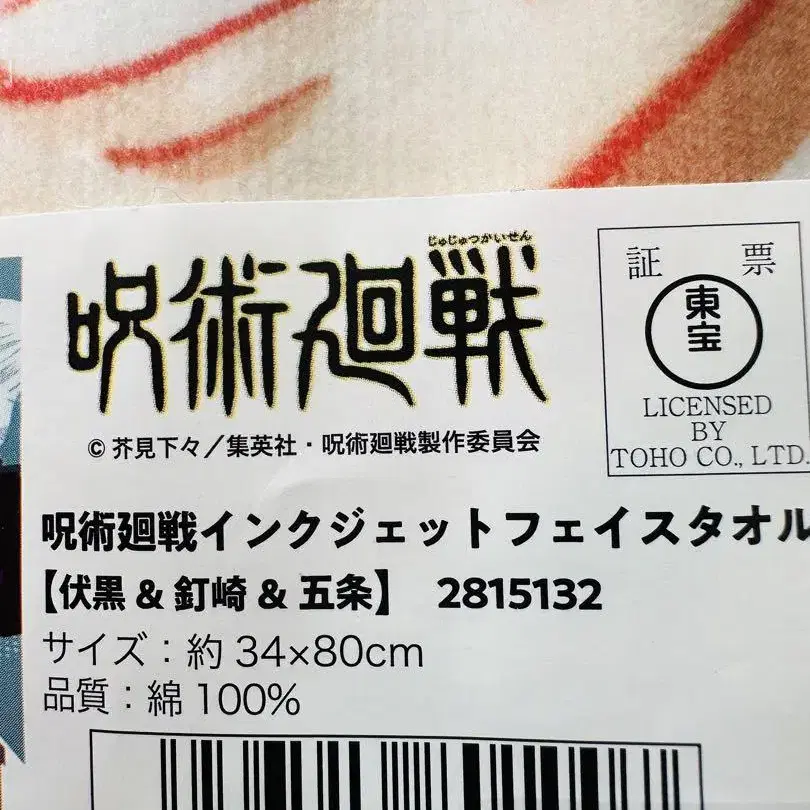 じゅじゅつかいせん
呪術廻戦
© 芥見下々／集英社・呪術廻戦製作委員会
証 票
東宝
LICENSED
BY
TOHO CO., LTD.
呪術廻戦インクジェットフェイスタオル
【伏黒 & 釘崎 & 五条】 2815132
サイズ：約 34×80cm
品質：綿 100%